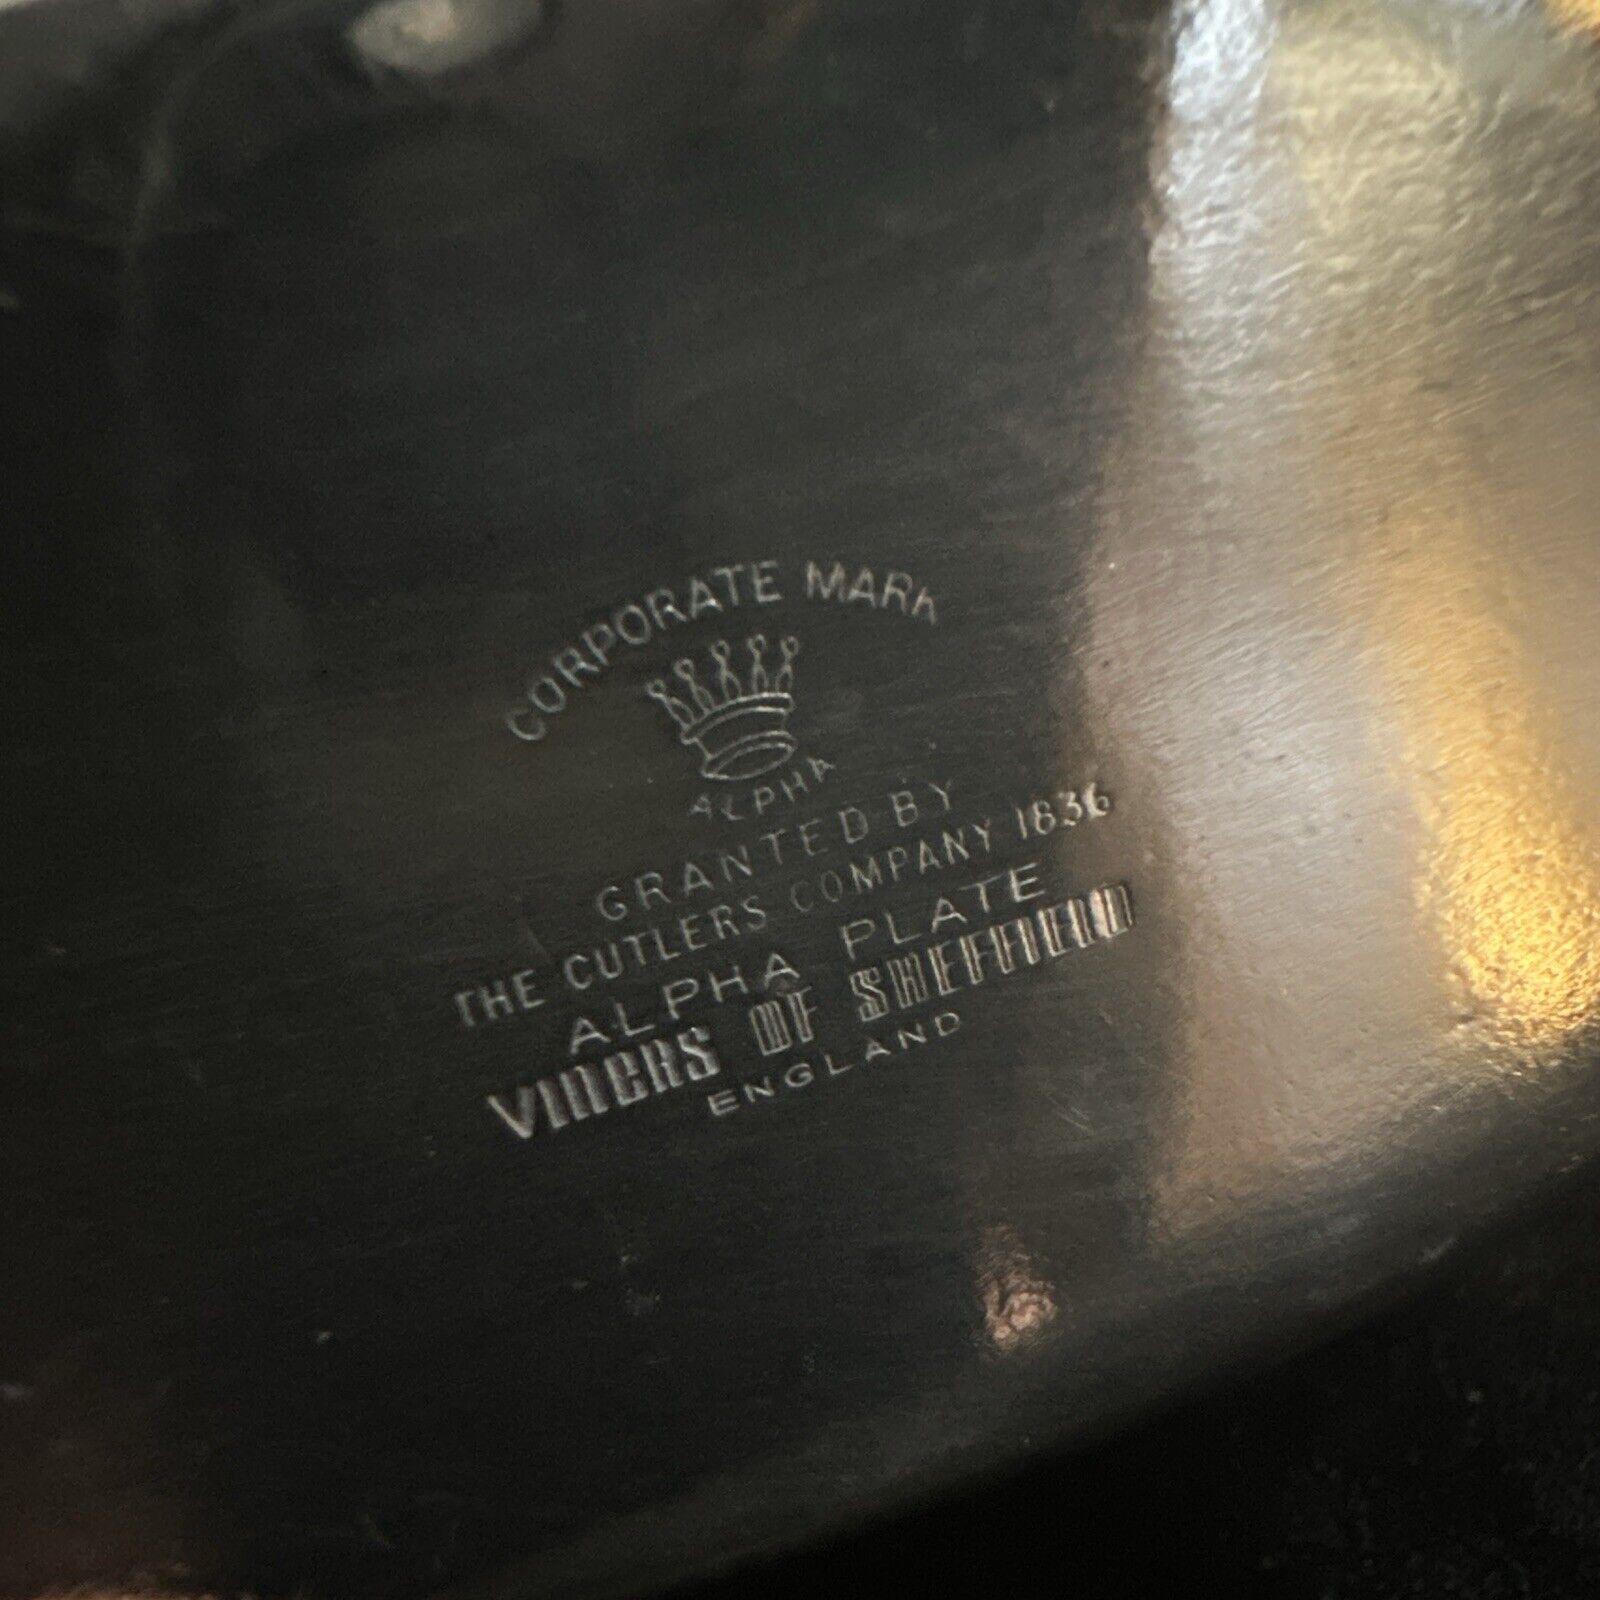 CORPORATE MARK
ALPHA
GRANTED BY
THE CUTLERS COMPANY 1836
ALPHA PLATE
VINERS OF SHEFFIELD
ENGLAND